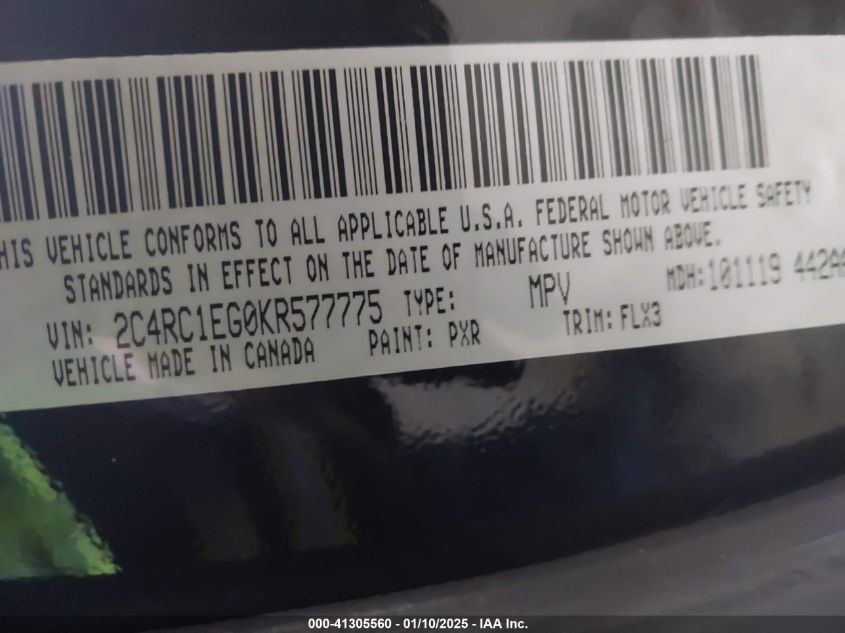 HIS VEHICLE CONFORMS TO ALL APPLICABLE U.S.A. FEDERAL MOTOR VEHICLE SAFETY
STANDARDS IN EFFECT ON THE DATE OF MANUFACTURE SHOWN ABOVE.
VIN: 2C4RC1EG0KR577775 TYPE: MPV MDH:101119 442AA
VEHICLE MADE IN CANADA PAINT: PXR TRIM: FLX3
000-41305560 - 01/10/2025 - IAA Inc.